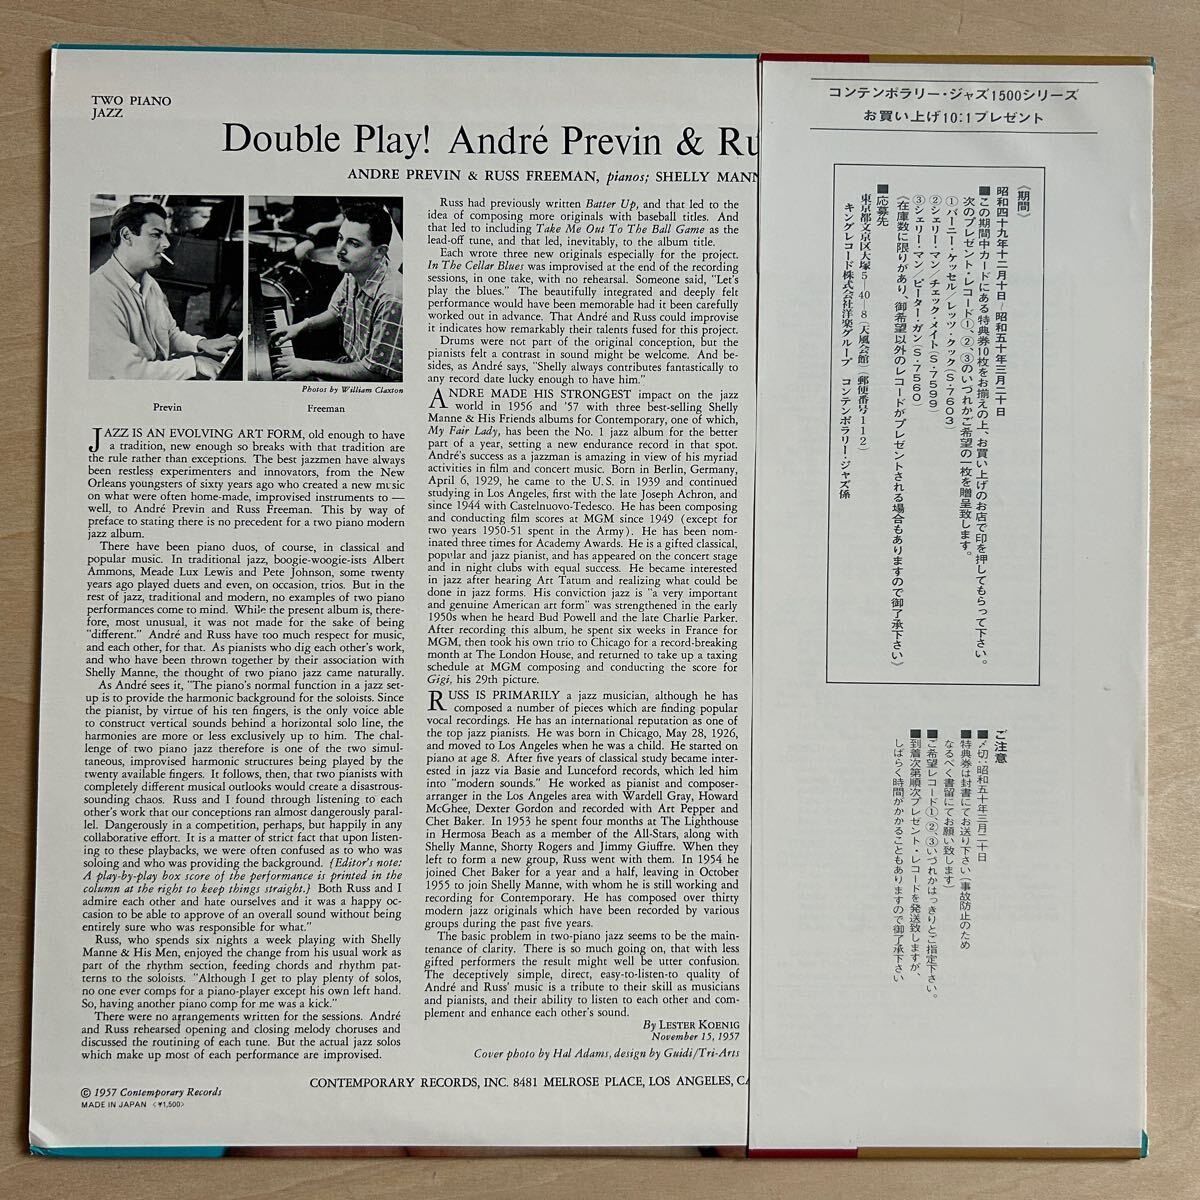 TWO PIANO
JAZZ
Double Play! André Previn & Ru
ANDRE PREVIN & RUSS FREEMAN, pianos; SHELLY MANN
Photos by William Claxton
Previn
Freeman
JAZZ IS AN EVOLVING ART FORM, old enough to have
a tradition, new enough so breaks with that tradition are
the rule rather than exceptions. The best jazzmen have always
been restless experimenters and innovators, from the New
Orleans youngsters of sixty years ago who created a new music
on what were often home-made, improvised instruments to —
well, to André Previn and Russ Freeman. This by way of
preface to stating there is no precedent for a two piano modern
jazz album.
There have been piano duos, of course, in classical and
popular music. In traditional jazz, boogie-woogie-ists Albert
Ammons, Meade Lux Lewis and Pete Johnson, some twenty
years ago played duets and even, on occasion, trios. But in the
rest of jazz, traditional and modern, no examples of two piano
performances come to mind. While the present album is, there-
fore, most unusual, it was not made for the sake of being
"different." André and Russ have too much respect for music,
and each other, for that. As pianists who dig each other's work,
and who have been thrown together by their association with
Shelly Manne, the thought of two piano jazz came naturally.
As André sees it, "The piano's normal function in a jazz set-
up is to provide the harmonic background for the soloists. Since
the pianist, by virtue of his ten fingers, is the only voice able
to construct vertical sounds behind a horizontal solo line, the
harmonies are more or less exclusively up to him. The chal-
lenge of two piano jazz therefore is one of the two simul-
taneous, improvised harmonic structures being played by the
twenty available fingers. It follows, then, that two pianists with
completely different musical outlooks would create a disastrous-
sounding chaos. Russ and I found through listening to each
other's work that our conceptions ran almost dangerously paral-
lel. Dangerously in a competition, perhaps, but happily in any
collaborative effort. It is a matter of strict fact that upon listen-
ing to these playbacks, we were often confused as to who was
soloing and who was providing the background. {Editor's note:
A play-by-play box score of the performance is printed in the
column at the right to keep things straight.} Both Russ and I
admire each other and hate ourselves and it was a happy oc-
casion to be able to approve of an overall sound without being
entirely sure who was responsible for what."
Russ, who spends six nights a week playing with Shelly
Manne & His Men, enjoyed the change from his usual work as
part of the rhythm section, feeding chords and rhythm pat-
terns to the soloists. "Although I get to play plenty of solos,
no one ever comps for a piano-player except his own left hand.
So, having another piano comp for me was a kick."
There were no arrangements written for the sessions. André
and Russ rehearsed opening and closing melody choruses and
discussed the routining of each tune. But the actual jazz solos
which make up most of each performance are improvised.
Russ had previously written Batter Up, and that led to the
idea of composing more originals with baseball titles. And
that led to including Take Me Out To The Ball Game as the
lead-off tune, and that led, inevitably, to the album title.
Each wrote three new originals especially for the project.
In The Cellar Blues was improvised at the end of the recording
sessions, in one take, with no rehearsal. Someone said, "Let's
play the blues." The beautifully integrated and deeply felt
performance would have been memorable had it been carefully
worked out in advance. That André and Russ could improvise
it indicates how remarkably their talents fused for this project.
Drums were not part of the original conception, but the
pianists felt a contrast in sound might be welcome. And be-
sides, as André says, "Shelly always contributes fantastically to
any record date lucky enough to have him."
ANDRE MADE HIS STRONGEST impact on the jazz
world in 1956 and '57 with three best-selling Shelly
Manne & His Friends albums for Contemporary, one of which,
My Fair Lady, has been the No. 1 jazz album for the better
part of a year, setting a new endurance record in that spot.
André's success as a jazzman is amazing in view of his myriad
activities in film and concert music. Born in Berlin, Germany,
April 6, 1929, he came to the U.S. in 1939 and continued
studying in Los Angeles, first with the late Joseph Achron, and
since 1944 with Castelnuovo-Tedesco. He has been composing
and conducting film scores at MGM since 1949 (except for
two years 1950-51 spent in the Army). He has been nom-
inated three times for Academy Awards. He is a gifted classical,
popular and jazz pianist, and has appeared on the concert stage
and in night clubs with equal success. He became interested
in jazz after hearing Art Tatum and realizing what could be
done in jazz forms. His conviction jazz is "a very important
and genuine American art form" was strengthened in the early
1950s when he heard Bud Powell and the late Charlie Parker.
After recording this album, he spent six weeks in France for
MGM, then took his own trio to Chicago for a record-breaking
month at The London House, and returned to take up a taxing
schedule at MGM composing and conducting the score for
Gigi, his 29th picture.
RUSS IS PRIMARILY a jazz musician, although he has
composed a number of pieces which are finding popular
vocal recordings. He has an international reputation as one of
the top jazz pianists. He was born in Chicago, May 28, 1926,
and moved to Los Angeles when he was a child. He started on
piano at age 8. After five years of classical study became inter-
ested in jazz via Basie and Lunceford records, which led him
into "modern sounds." He worked as pianist and composer-
arranger in the Los Angeles area with Wardell Gray, Howard
McGhee, Dexter Gordon and recorded with Art Pepper and
Chet Baker. In 1953 he spent four months at The Lighthouse
in Hermosa Beach as a member of the All-Stars, along with
Shelly Manne, Shorty Rogers and Jimmy Giuffre. When they
left to form a new group, Russ went with them. In 1954 he
joined Chet Baker for a year and a half, leaving in October
1955 to join Shelly Manne, with whom he is still working and
recording for Contemporary. He has composed over thirty
modern jazz originals which have been recorded by various
groups during the past five years.
The basic problem in two-piano jazz seems to be the main-
tenance of clarity. There is so much going on, that with less
gifted performers the result might well be utter confusion.
The deceptively simple, direct, easy-to-listen-to quality of
André and Russ' music is a tribute to their skill as musicians
and pianists, and their ability to listen to each other and com-
plement and enhance each other's sound.
By LESTER KOENIG
November 15, 1957
Cover photo by Hal Adams, design by Guidi/Tri-Arts
CONTEMPORARY RECORDS, INC. 8481 MELROSE PLACE, LOS ANGELES, CA
© 1957 Contemporary Records
MADE IN JAPAN <¥1,500>
コンテンポラリー・ジャズ1500シリーズ
お買い上げ10:1プレゼント
《期間》
昭和四十九年十二月十日／昭和五十年三月二十日
■この期間中カードにある特典券10枚をお揃えの上、お買い上げのお店で印を押してもらって下さい。
次のプレゼント・レコード①、②、③のいづれかご希望の一枚を贈呈致します。
①バーニー・ケッセル／レッツ・クック(S・7603)
②シェリー・マン／チェック・メイト(S・7599)
③シェリー・マン／ピーター・ガン(S・7560)
(在庫数に限りがあり、御希望以外のレコードがプレゼントされる場合もありますので御了承下さい)
■応募先
東京都文京区大塚5—40—8(天風会館)(郵便番号112)
キングレコード株式会社洋楽グループ　コンテンポラリー・ジャズ係
ご注意
■〆切：昭和五十年三月二十日
■特典券は封書にてお送り下さい(事故防止のため
なるべく書留にてお願い致します)
■ご希望レコード①、②、③いづれかはっきりとご指定下さい。
■到着次第順次プレゼント・レコードを発送致しますが、
しばらく時間がかかることもありますので御了承下さい